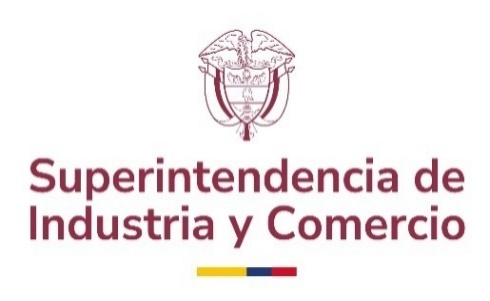 Superintendencia de
Industria y Comercio